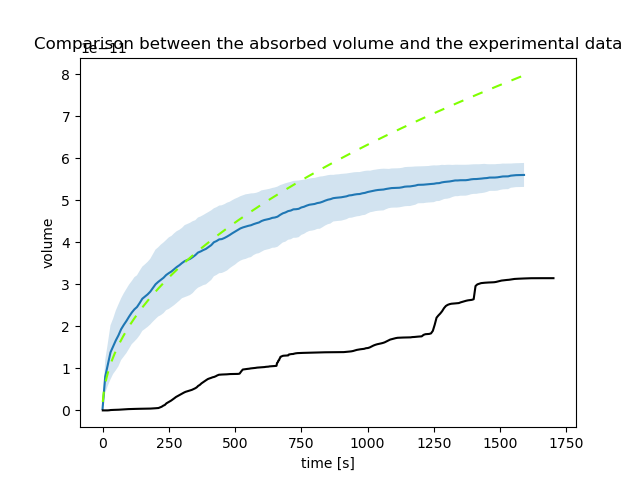 Comparison between the absorbed volume and the experimental data
1e−11
8
7
6
5
4
3
2
1
0
volume
0 250 500 750 1000 1250 1500 1750
time [s]